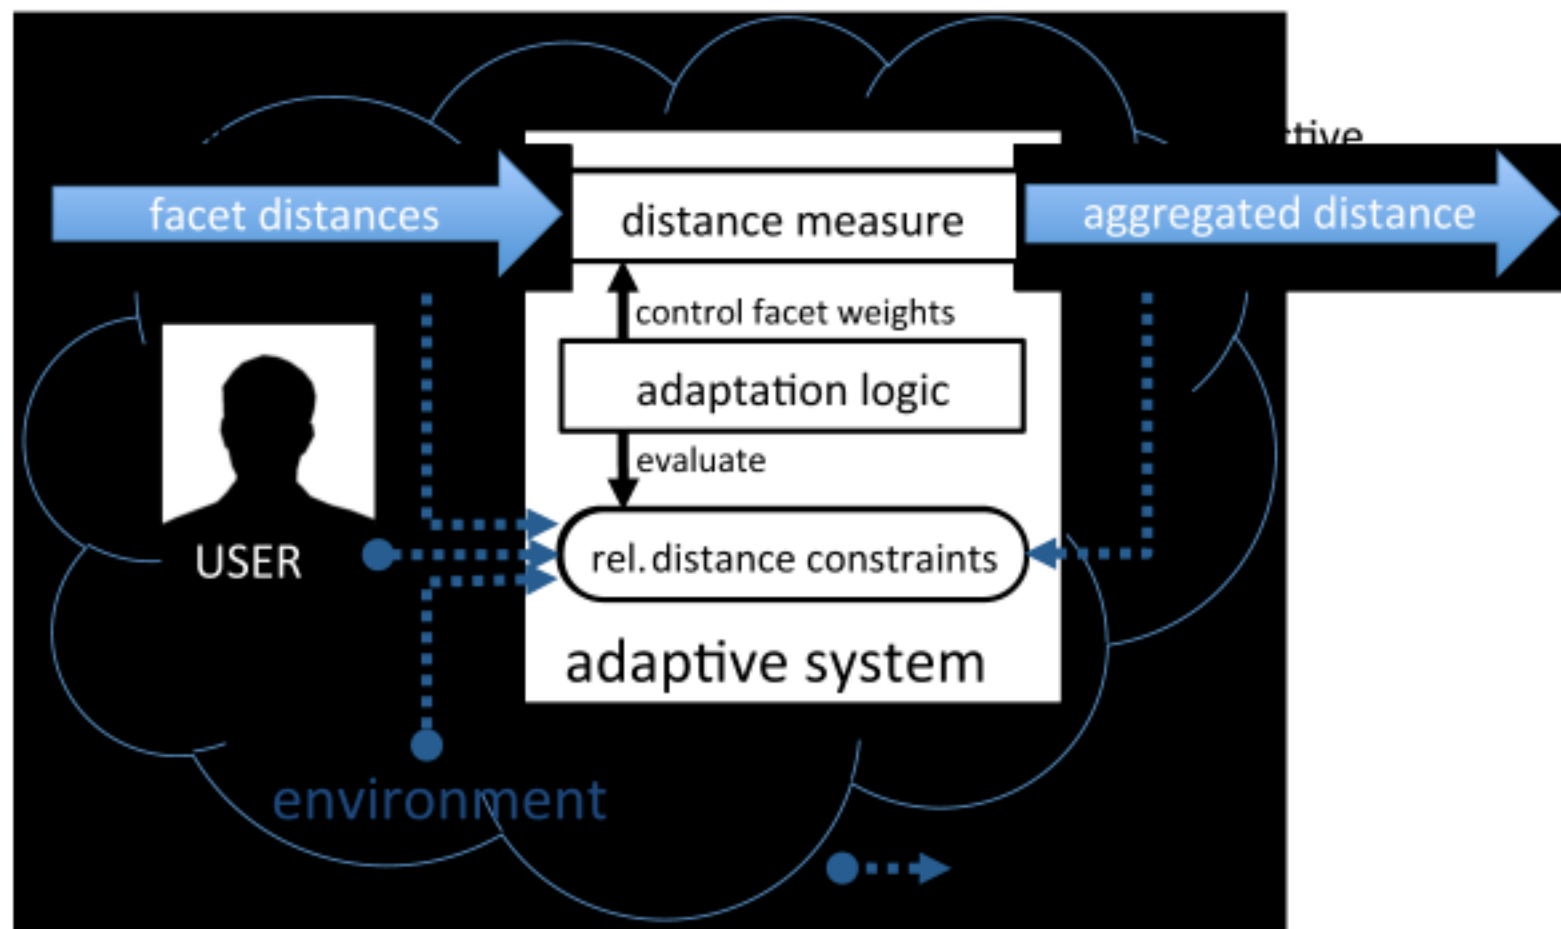 facet distances
distance measure
aggregated distance
control facet weights
adaptation logic
evaluate
USER
rel. distance constraints
adaptive system
environment